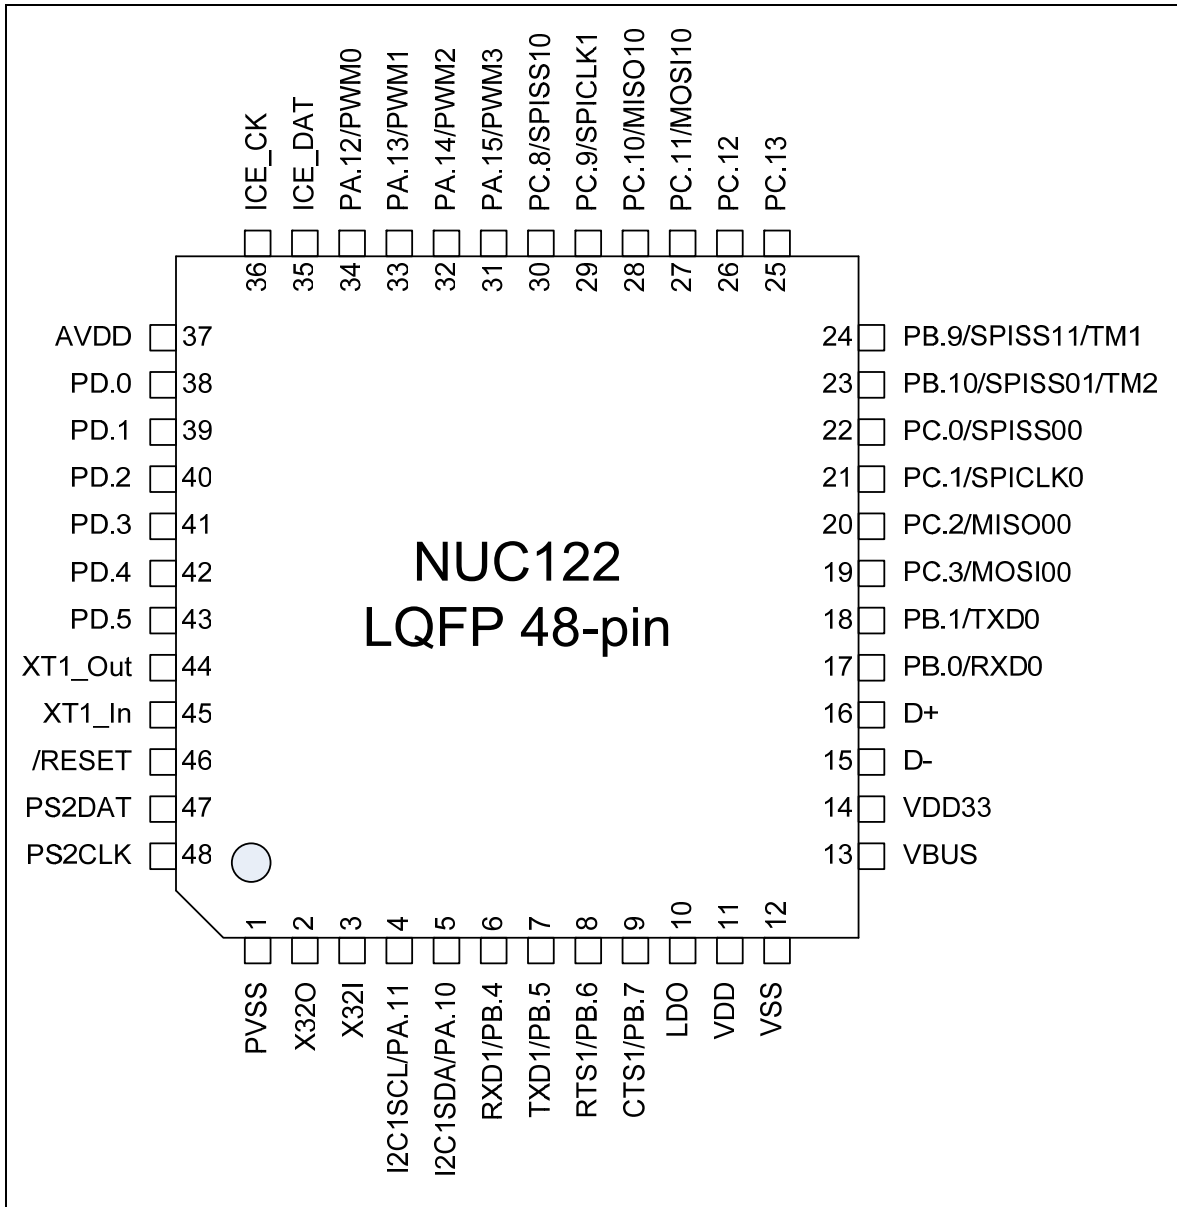 ICE_CK
ICE_DAT
PA.12/PWM0
PA.13/PWM1
PA.14/PWM2
PA.15/PWM3
PC.8/SPISS10
PC.9/SPICLK1
PC.10/MISO10
PC.11/MOSI10
PC.12
PC.13
36
35
34
33
32
31
30
29
28
27
26
25
AVDD 37
PD.0 38
PD.1 39
PD.2 40
PD.3 41
PD.4 42
PD.5 43
XT1_Out 44
XT1_In 45
/RESET 46
PS2DAT 47
PS2CLK 48
NUC122
LQFP 48-pin
24 PB.9/SPISS11/TM1
23 PB.10/SPISS01/TM2
22 PC.0/SPISS00
21 PC.1/SPICLK0
20 PC.2/MISO00
19 PC.3/MOSI00
18 PB.1/TXD0
17 PB.0/RXD0
16 D+
15 D-
14 VDD33
13 VBUS
1
2
3
4
5
6
7
8
9
10
11
12
PVSS
X32O
X32I
I2C1SCL/PA.11
I2C1SDA/PA.10
RXD1/PB.4
TXD1/PB.5
RTS1/PB.6
CTS1/PB.7
LDO
VDD
VSS